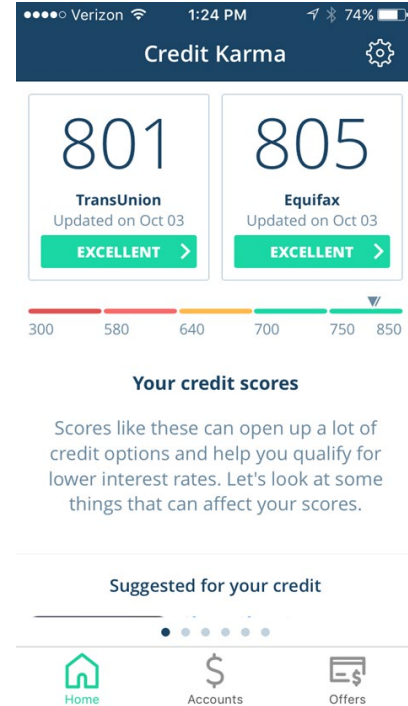 Verizon 1:24 PM 74%
Credit Karma
801 805
TransUnion Equifax
Updated on Oct 03 Updated on Oct 03
EXCELLENT EXCELLENT
300 580 640 700 750 850
Your credit scores
Scores like these can open up a lot of
credit options and help you qualify for
lower interest rates. Let's look at some
things that can affect your scores.
Suggested for your credit
Home Accounts Offers